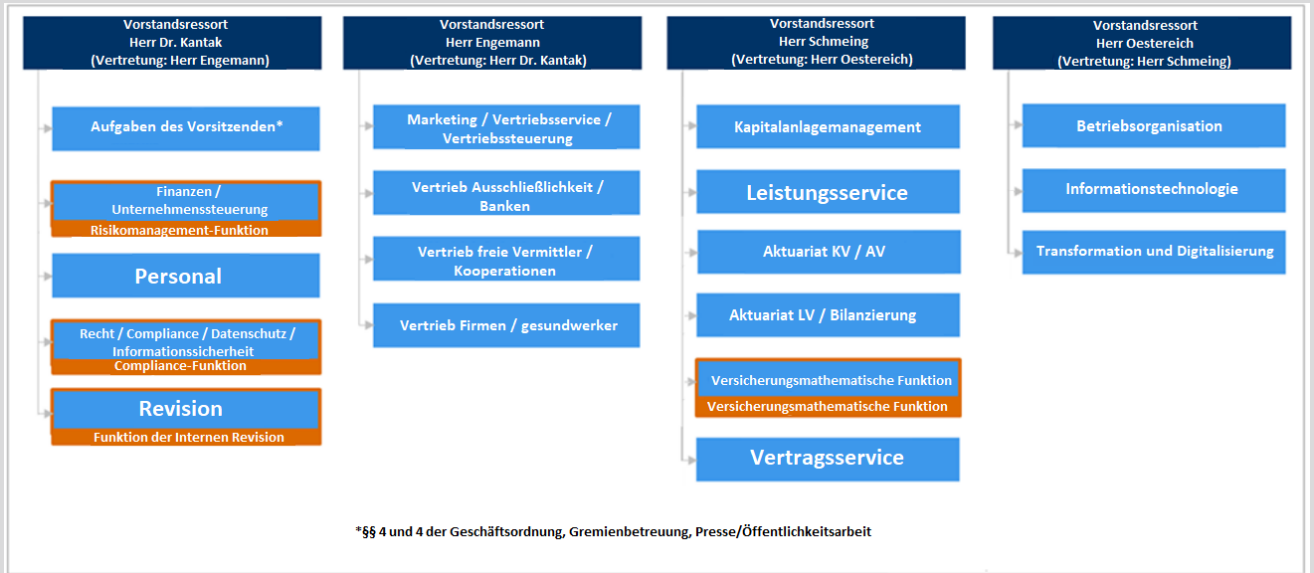 Vorstandsressort
Herr Dr. Kantak
(Vertretung: Herr Engemann)
Aufgaben des Vorsitzenden*
Finanzen /
Unternehmenssteuerung
Risikomanagement-Funktion
Personal
Recht / Compliance / Datenschutz /
Informationssicherheit
Compliance-Funktion
Revision
Funktion der Internen Revision
Vorstandsressort
Herr Engemann
(Vertretung: Herr Dr. Kantak)
Marketing / Vertriebsservice /
Vertriebssteuerung
Vertrieb Ausschließlichkeit /
Banken
Vertrieb freie Vermittler /
Kooperationen
Vertrieb Firmen / gesundwerker
Vorstandsressort
Herr Schmeing
(Vertretung: Herr Oestereich)
Kapitalanlagemanagement
Leistungsservice
Aktuariat KV / AV
Aktuariat LV / Bilanzierung
Versicherungsmathematische Funktion
Versicherungsmathematische Funktion
Vertragsservice
Vorstandsressort
Herr Oestereich
(Vertretung: Herr Schmeing)
Betriebsorganisation
Informationstechnologie
Transformation und Digitalisierung
*§§ 4 und 4 der Geschäftsordnung, Gremienbetreuung, Presse/Öffentlichkeitsarbeit